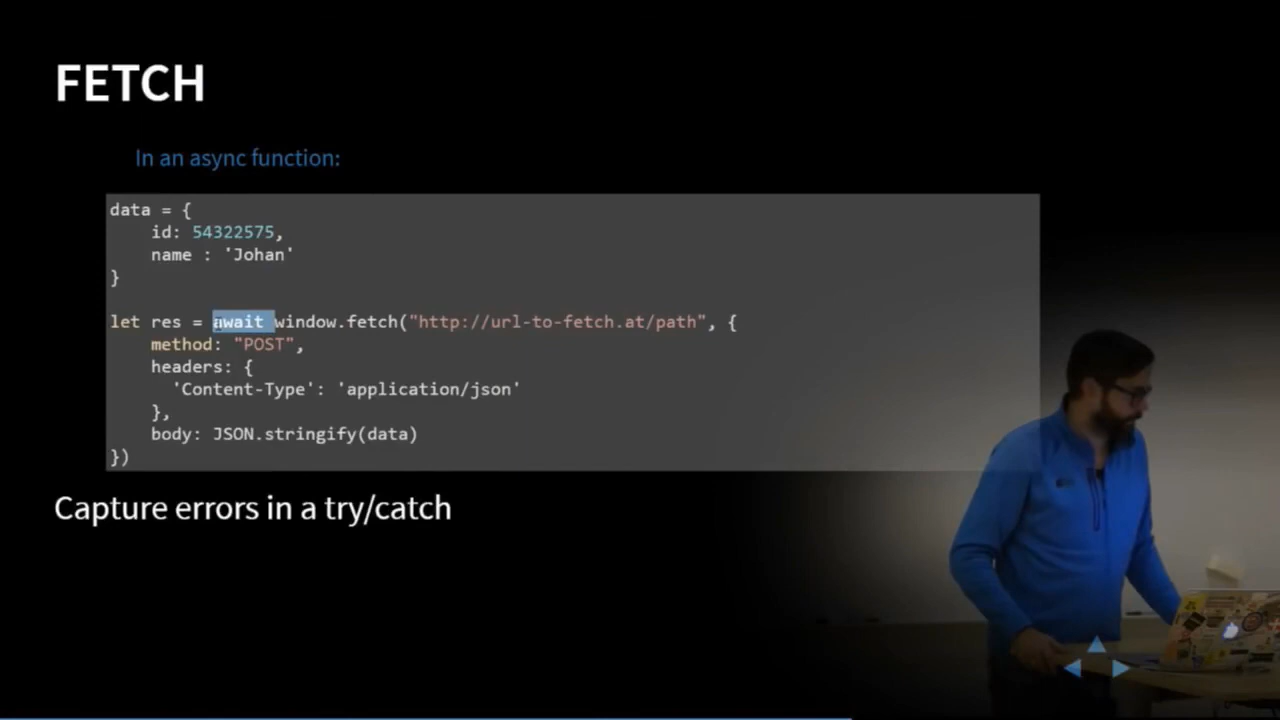 FETCH
In an async function:
data = {
    id: 54322575,
    name : 'Johan'
}
let res = await window.fetch("http://url-to-fetch.at/path", {
    method: "POST",
    headers: {
      'Content-Type': 'application/json'
    },
    body: JSON.stringify(data)
})
Capture errors in a try/catch